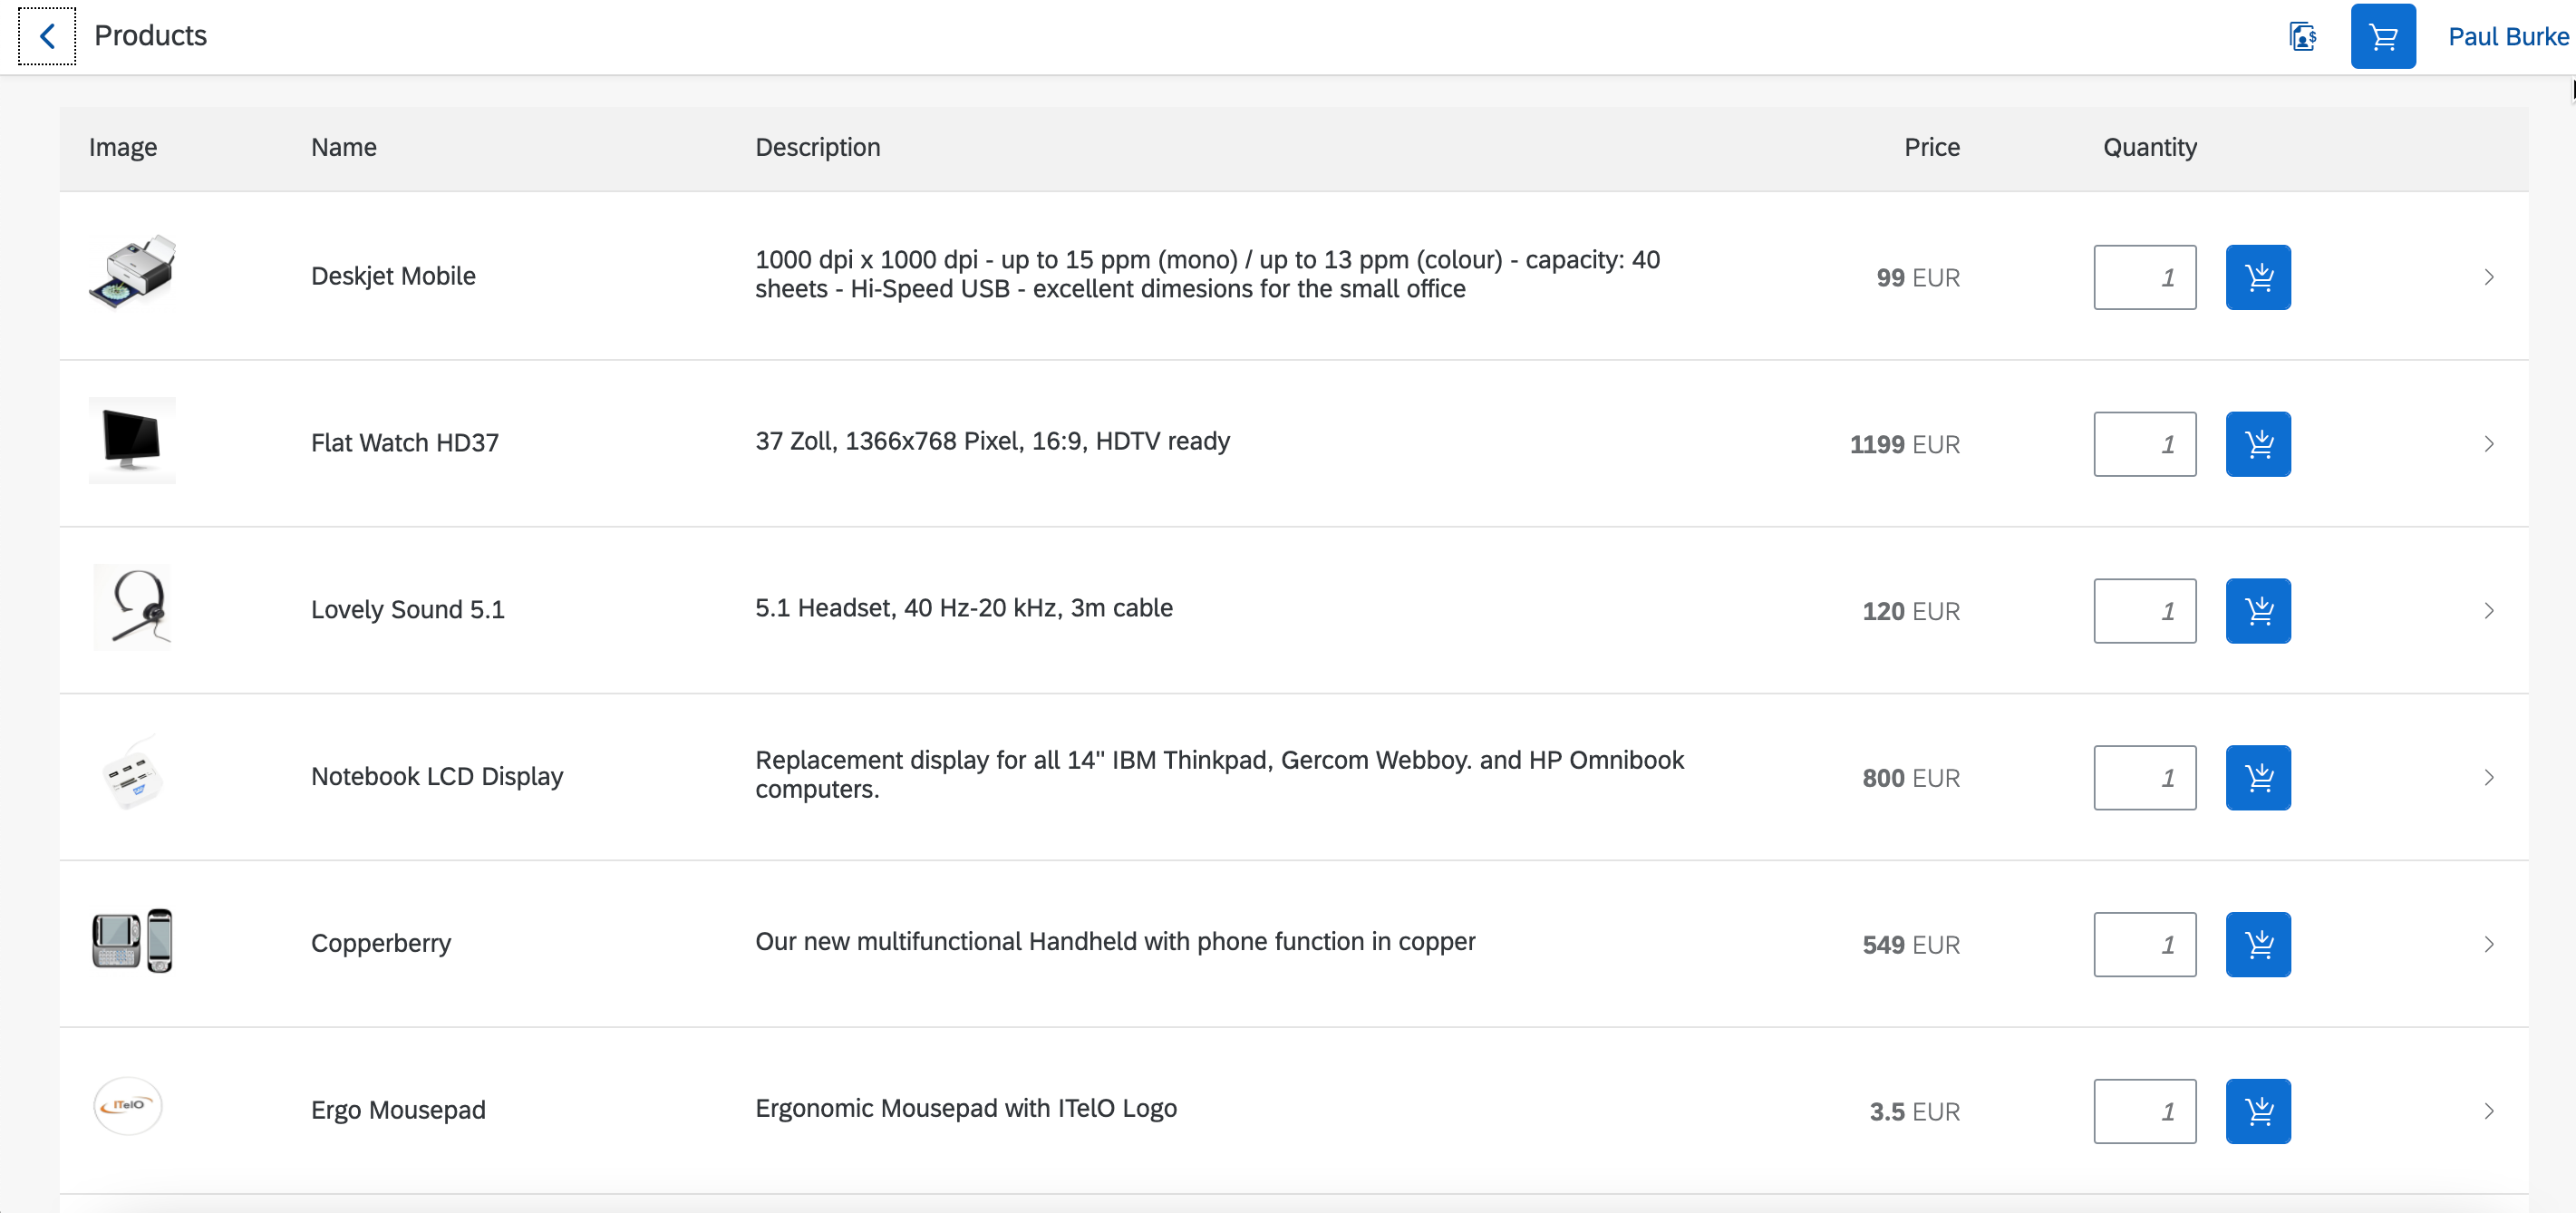 Products
Paul Burke
Image Name Description Price Quantity
Deskjet Mobile
1000 dpi x 1000 dpi - up to 15 ppm (mono) / up to 13 ppm (colour) - capacity: 40
sheets - Hi-Speed USB - excellent dimesions for the small office
99 EUR
1
Flat Watch HD37
37 Zoll, 1366x768 Pixel, 16:9, HDTV ready
1199 EUR
1
Lovely Sound 5.1
5.1 Headset, 40 Hz-20 kHz, 3m cable
120 EUR
1
Notebook LCD Display
Replacement display for all 14" IBM Thinkpad, Gercom Webboy. and HP Omnibook
computers.
800 EUR
1
Copperberry
Our new multifunctional Handheld with phone function in copper
549 EUR
1
ITelO
Ergo Mousepad
Ergonomic Mousepad with ITelO Logo
3.5 EUR
1